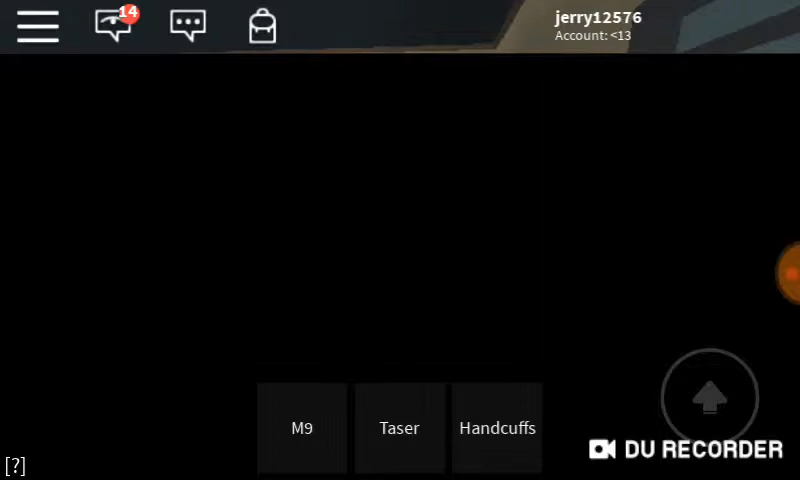 14
jerry12576
Account: <13
M9
Taser
Handcuffs
DU RECORDER
[?]